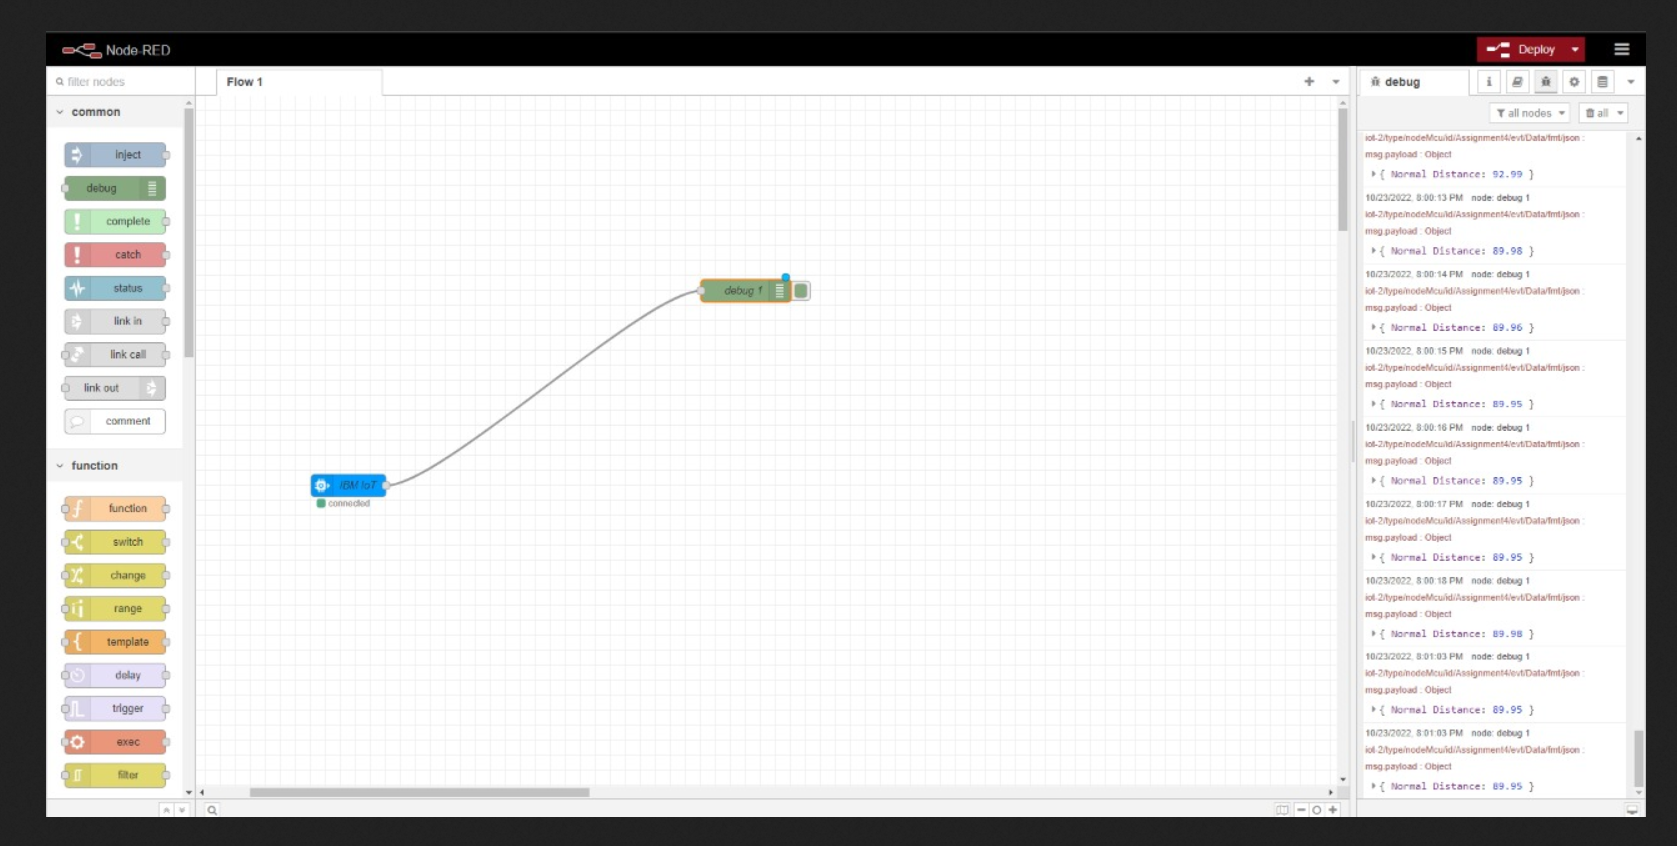 Node-RED
Deploy
filter nodes
Flow 1
debug
i
all nodes
all
common
inject
debug
complete
catch
status
link in
link call
link out
comment
function
function
switch
change
range
template
delay
trigger
exec
filter
debug 1
IBM IoT
connected
iot-2/type/nodeMcu/id/Assignment4/evt/Data/fmt/json :
msg.payload : Object
{ Normal Distance: 92.99 }
10/23/2022, 8:00:13 PM node: debug 1
iot-2/type/nodeMcu/id/Assignment4/evt/Data/fmt/json :
msg.payload : Object
{ Normal Distance: 89.98 }
10/23/2022, 8:00:14 PM node: debug 1
iot-2/type/nodeMcu/id/Assignment4/evt/Data/fmt/json :
msg.payload : Object
{ Normal Distance: 89.96 }
10/23/2022, 8:00:15 PM node: debug 1
iot-2/type/nodeMcu/id/Assignment4/evt/Data/fmt/json :
msg.payload : Object
{ Normal Distance: 89.95 }
10/23/2022, 8:00:16 PM node: debug 1
iot-2/type/nodeMcu/id/Assignment4/evt/Data/fmt/json :
msg.payload : Object
{ Normal Distance: 89.95 }
10/23/2022, 8:00:17 PM node: debug 1
iot-2/type/nodeMcu/id/Assignment4/evt/Data/fmt/json :
msg.payload : Object
{ Normal Distance: 89.95 }
10/23/2022, 8:00:18 PM node: debug 1
iot-2/type/nodeMcu/id/Assignment4/evt/Data/fmt/json :
msg.payload : Object
{ Normal Distance: 89.98 }
10/23/2022, 8:01:03 PM node: debug 1
iot-2/type/nodeMcu/id/Assignment4/evt/Data/fmt/json :
msg.payload : Object
{ Normal Distance: 89.95 }
10/23/2022, 8:01:03 PM node: debug 1
iot-2/type/nodeMcu/id/Assignment4/evt/Data/fmt/json :
msg.payload : Object
{ Normal Distance: 89.95 }